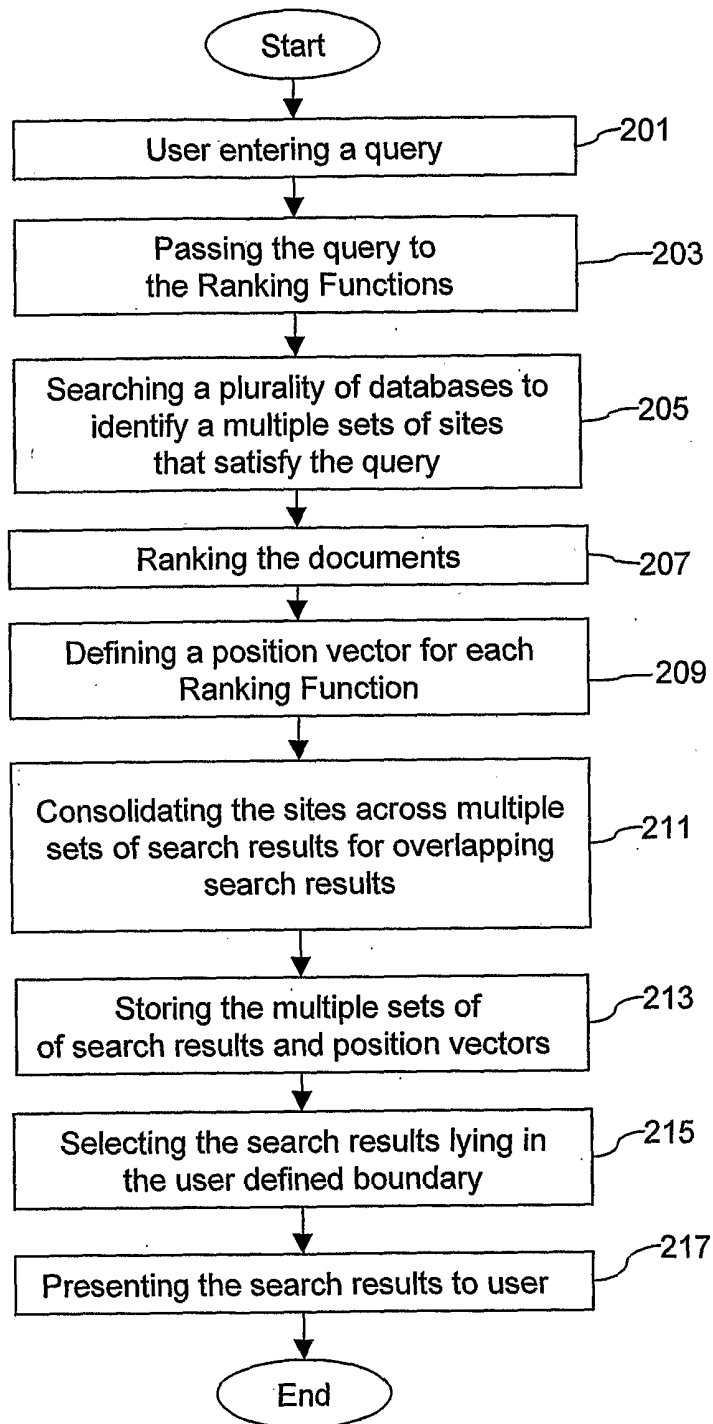 Start
User entering a query
201
Passing the query to
the Ranking Functions
203
Searching a plurality of databases to
identify a multiple sets of sites
that satisfy the query
205
Ranking the documents
207
Defining a position vector for each
Ranking Function
209
Consolidating the sites across multiple
sets of search results for overlapping
search results
211
Storing the multiple sets of
of search results and position vectors
213
Selecting the search results lying in
the user defined boundary
215
Presenting the search results to user
217
End